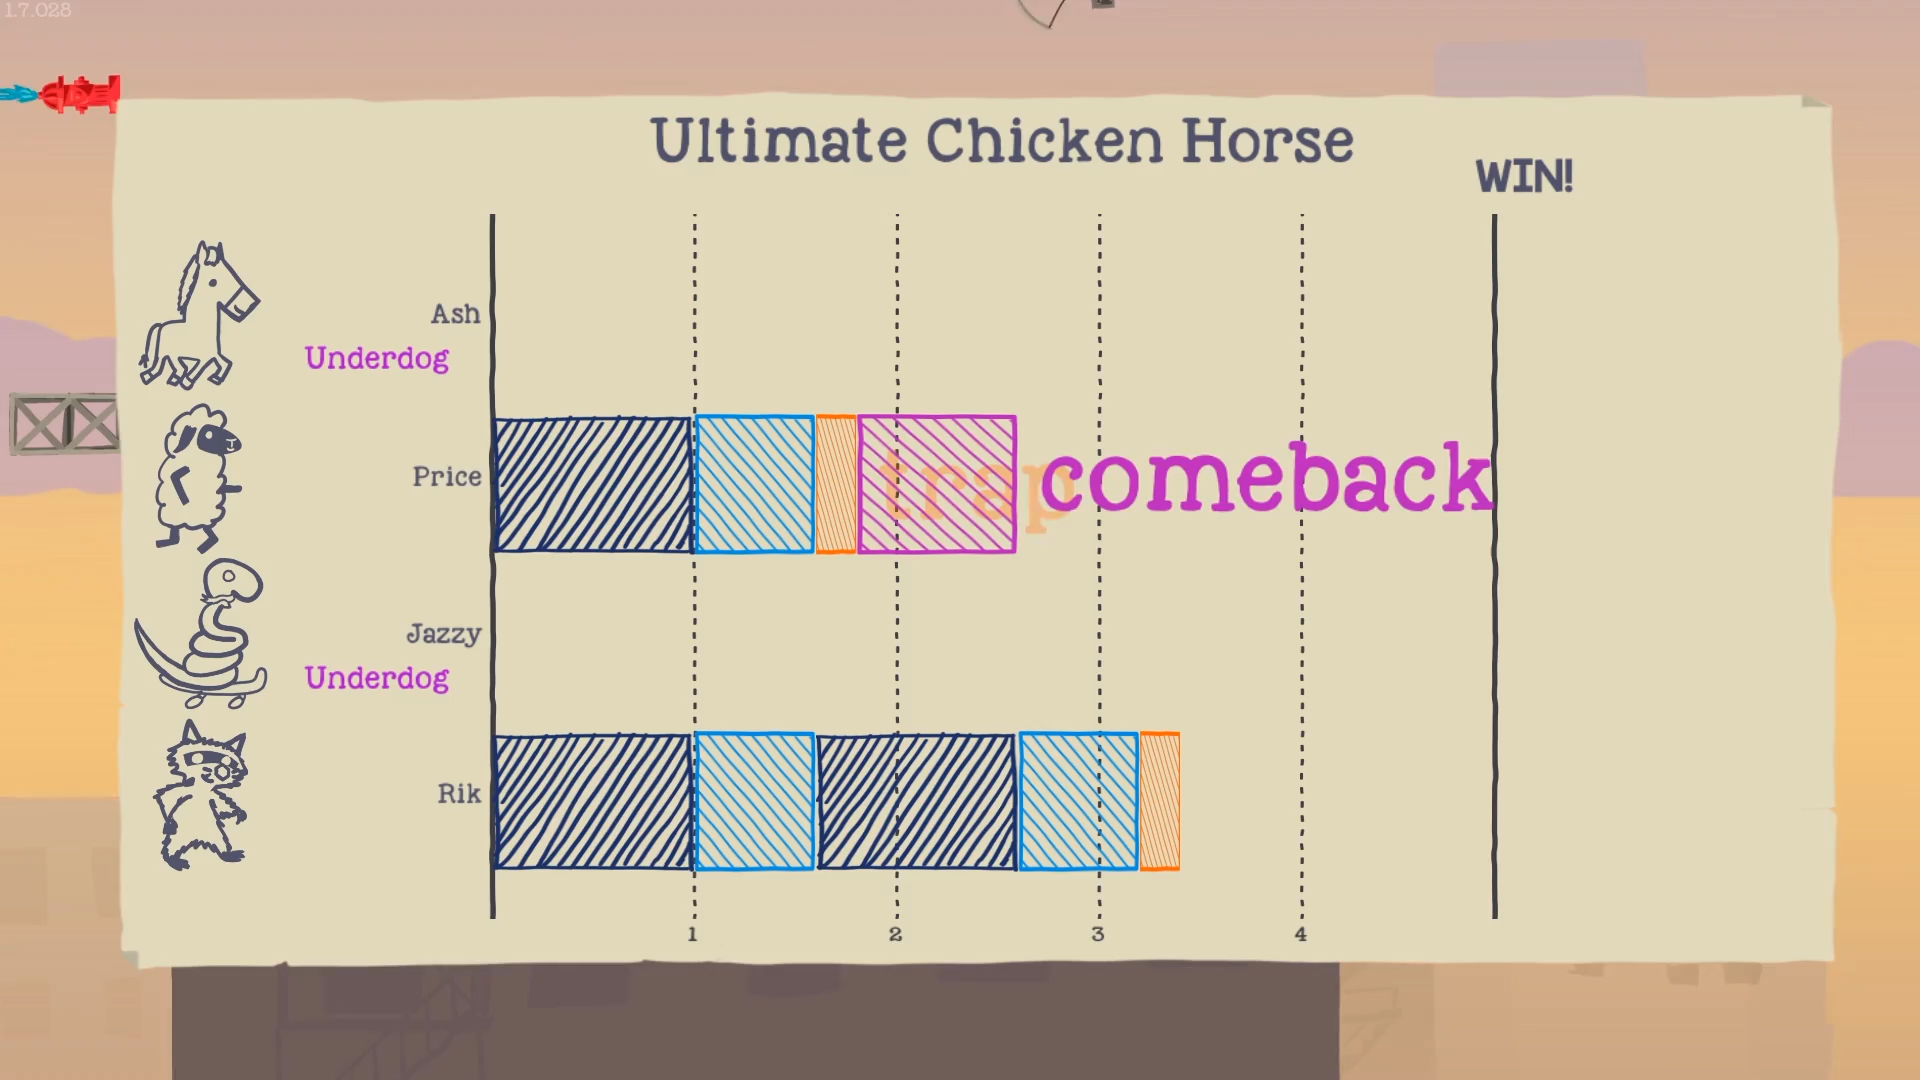 1.7.028
Ultimate Chicken Horse
WIN!
Ash
Underdog
Price
trap
comeback
Jazzy
Underdog
Rik
1 2 3 4